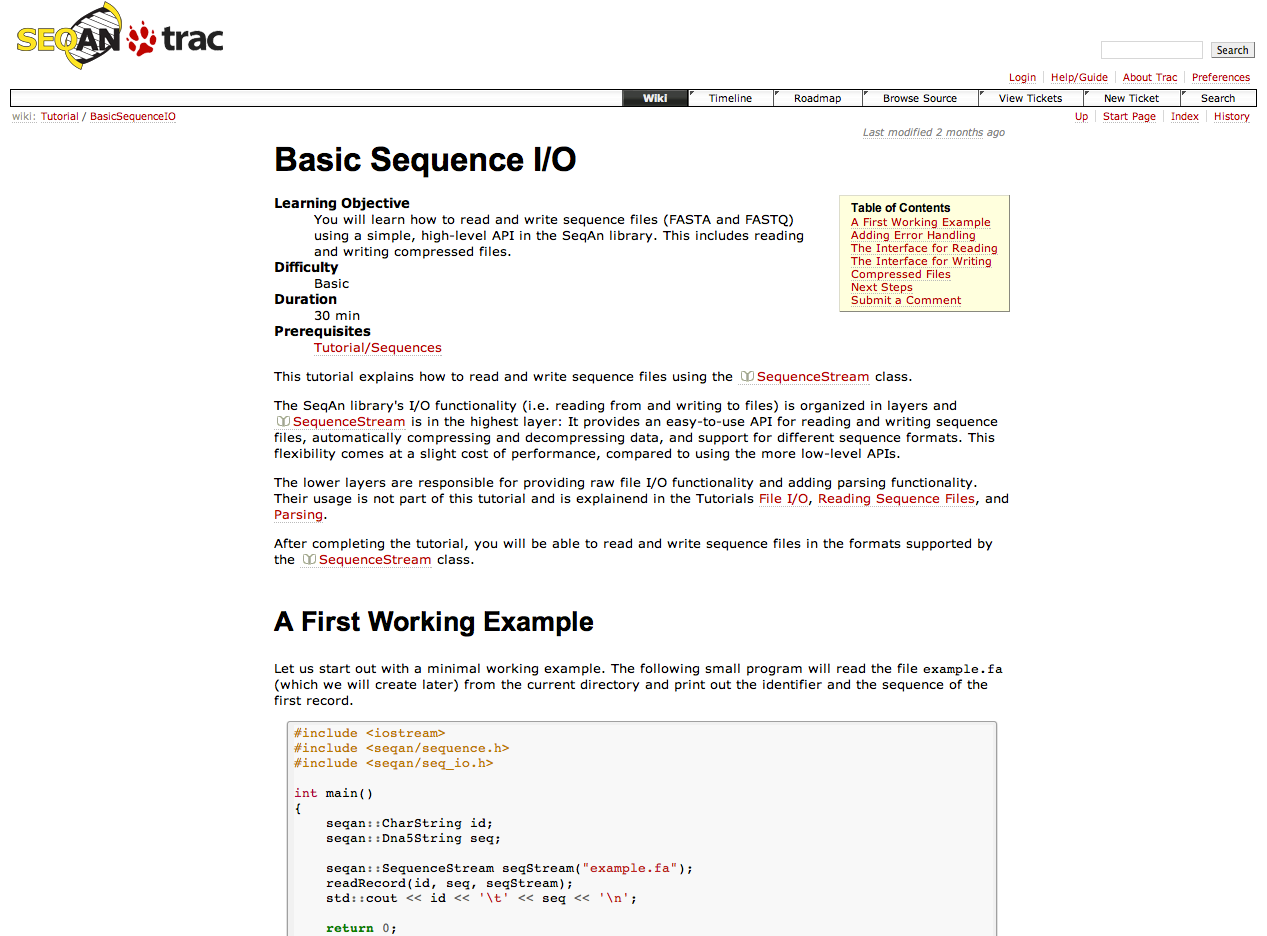 SEQAN trac
Search
Login Help/Guide About Trac Preferences
Wiki Timeline Roadmap Browse Source View Tickets New Ticket Search
wiki: Tutorial / BasicSequenceIO
Up Start Page Index History
Last modified 2 months ago
Basic Sequence I/O
Learning Objective
You will learn how to read and write sequence files (FASTA and FASTQ)
using a simple, high-level API in the SeqAn library. This includes reading
and writing compressed files.
Difficulty
Basic
Duration
30 min
Prerequisites
Tutorial/Sequences
Table of Contents
A First Working Example
Adding Error Handling
The Interface for Reading
The Interface for Writing
Compressed Files
Next Steps
Submit a Comment
This tutorial explains how to read and write sequence files using the SequenceStream class.
The SeqAn library's I/O functionality (i.e. reading from and writing to files) is organized in layers and
SequenceStream is in the highest layer: It provides an easy-to-use API for reading and writing sequence
files, automatically compressing and decompressing data, and support for different sequence formats. This
flexibility comes at a slight cost of performance, compared to using the more low-level APIs.
The lower layers are responsible for providing raw file I/O functionality and adding parsing functionality.
Their usage is not part of this tutorial and is explainend in the Tutorials File I/O, Reading Sequence Files, and
Parsing.
After completing the tutorial, you will be able to read and write sequence files in the formats supported by
the SequenceStream class.
A First Working Example
Let us start out with a minimal working example. The following small program will read the file example.fa
(which we will create later) from the current directory and print out the identifier and the sequence of the
first record.
#include <iostream>
#include <seqan/sequence.h>
#include <seqan/seq_io.h>
int main()
{
seqan::CharString id;
seqan::Dna5String seq;
seqan::SequenceStream seqStream("example.fa");
readRecord(id, seq, seqStream);
std::cout << id << '\t' << seq << '\n';
return 0;